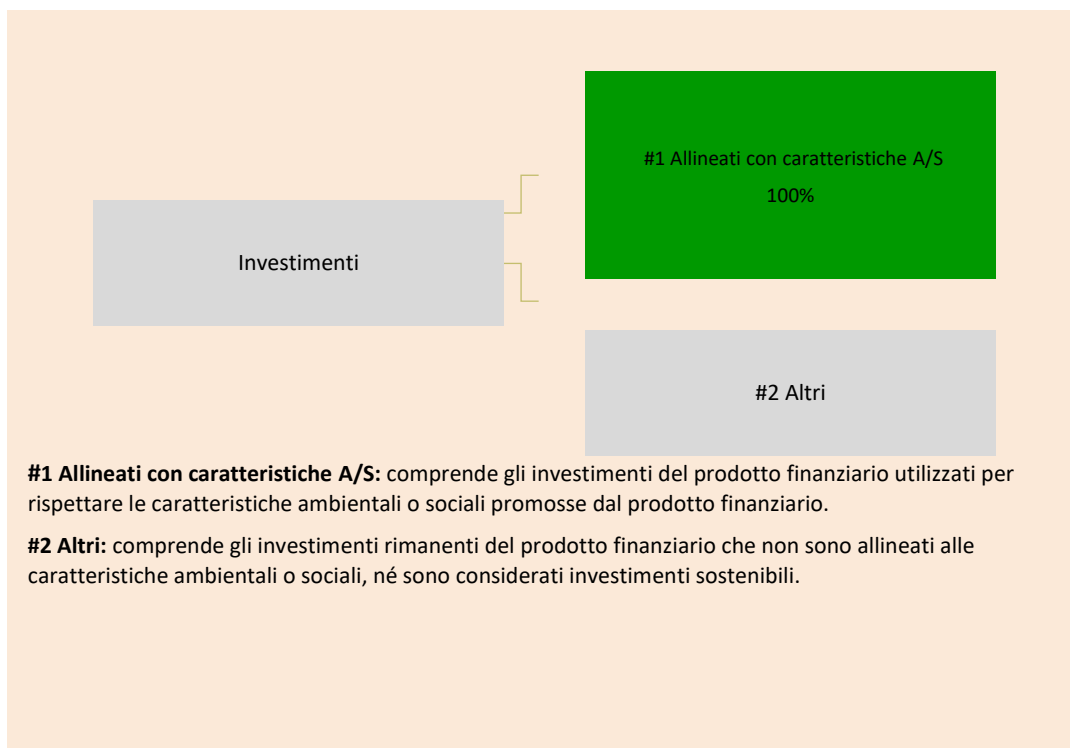 #1 Allineati con caratteristiche A/S
100%
Investimenti
#2 Altri
#1 Allineati con caratteristiche A/S: comprende gli investimenti del prodotto finanziario utilizzati per
rispettare le caratteristiche ambientali o sociali promosse dal prodotto finanziario.
#2 Altri: comprende gli investimenti rimanenti del prodotto finanziario che non sono allineati alle
caratteristiche ambientali o sociali, né sono considerati investimenti sostenibili.